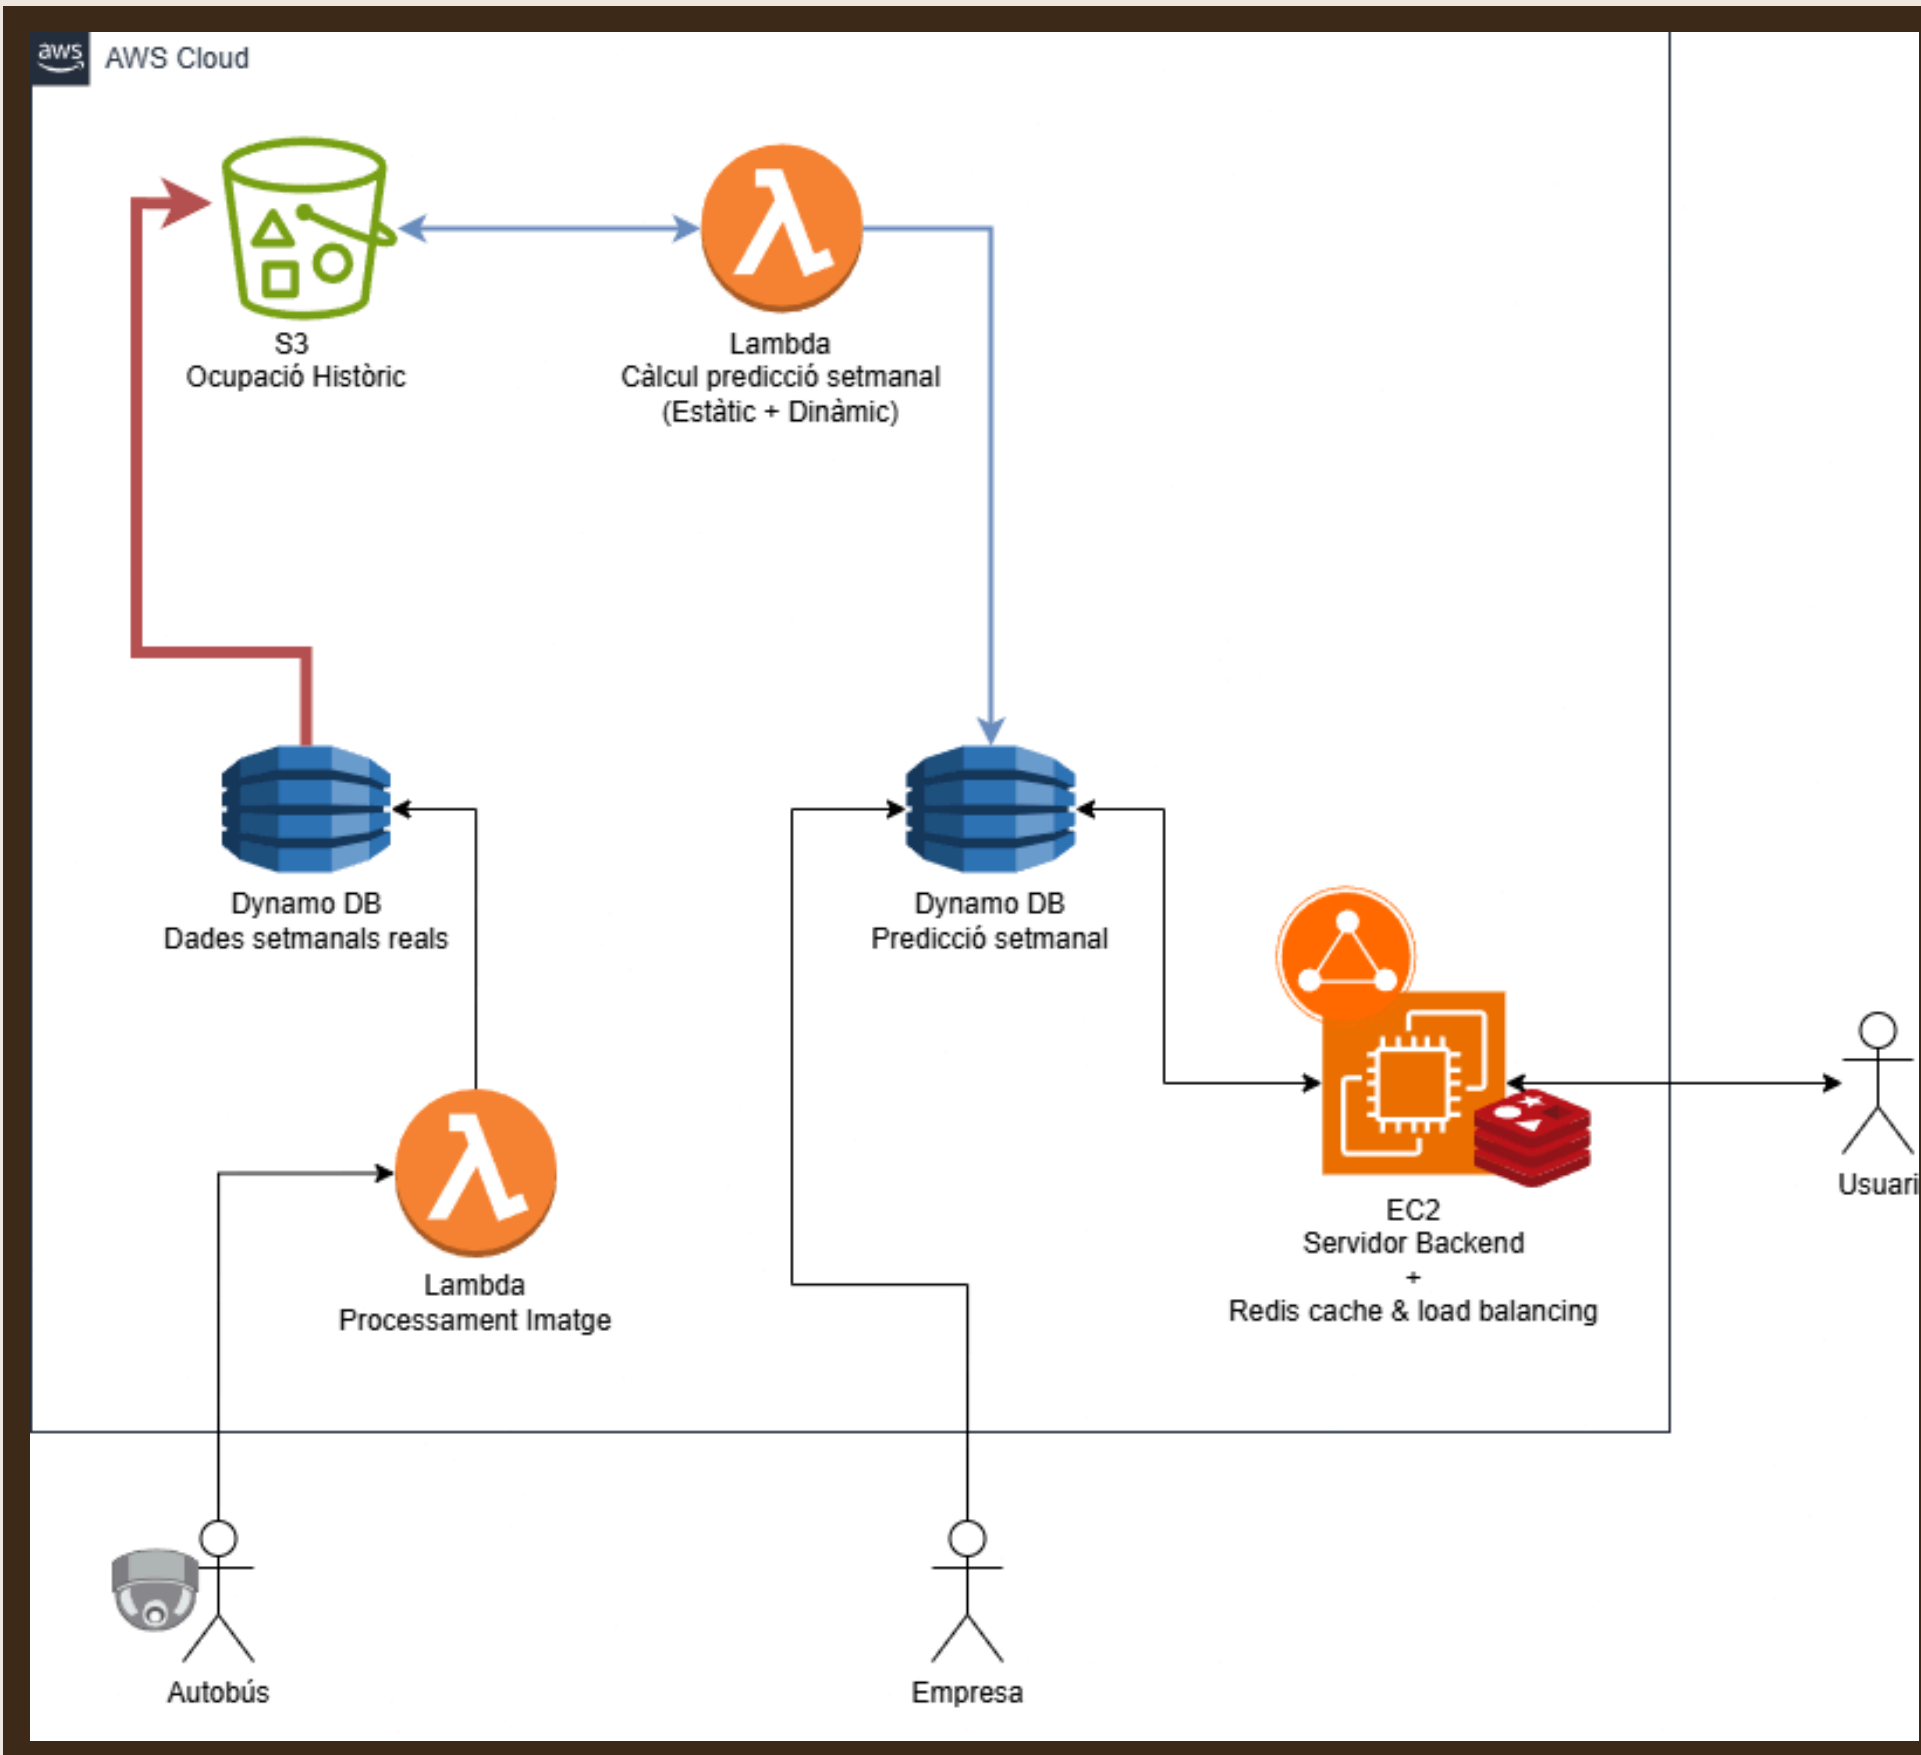 aws
AWS Cloud
S3
Ocupació Històric
Lambda
Càlcul predicció setmanal
(Estàtic + Dinàmic)
Dynamo DB
Dades setmanals reals
Dynamo DB
Predicció setmanal
Lambda
Processament Imatge
EC2
Servidor Backend
+
Redis cache & load balancing
Usuari
Autobús
Empresa